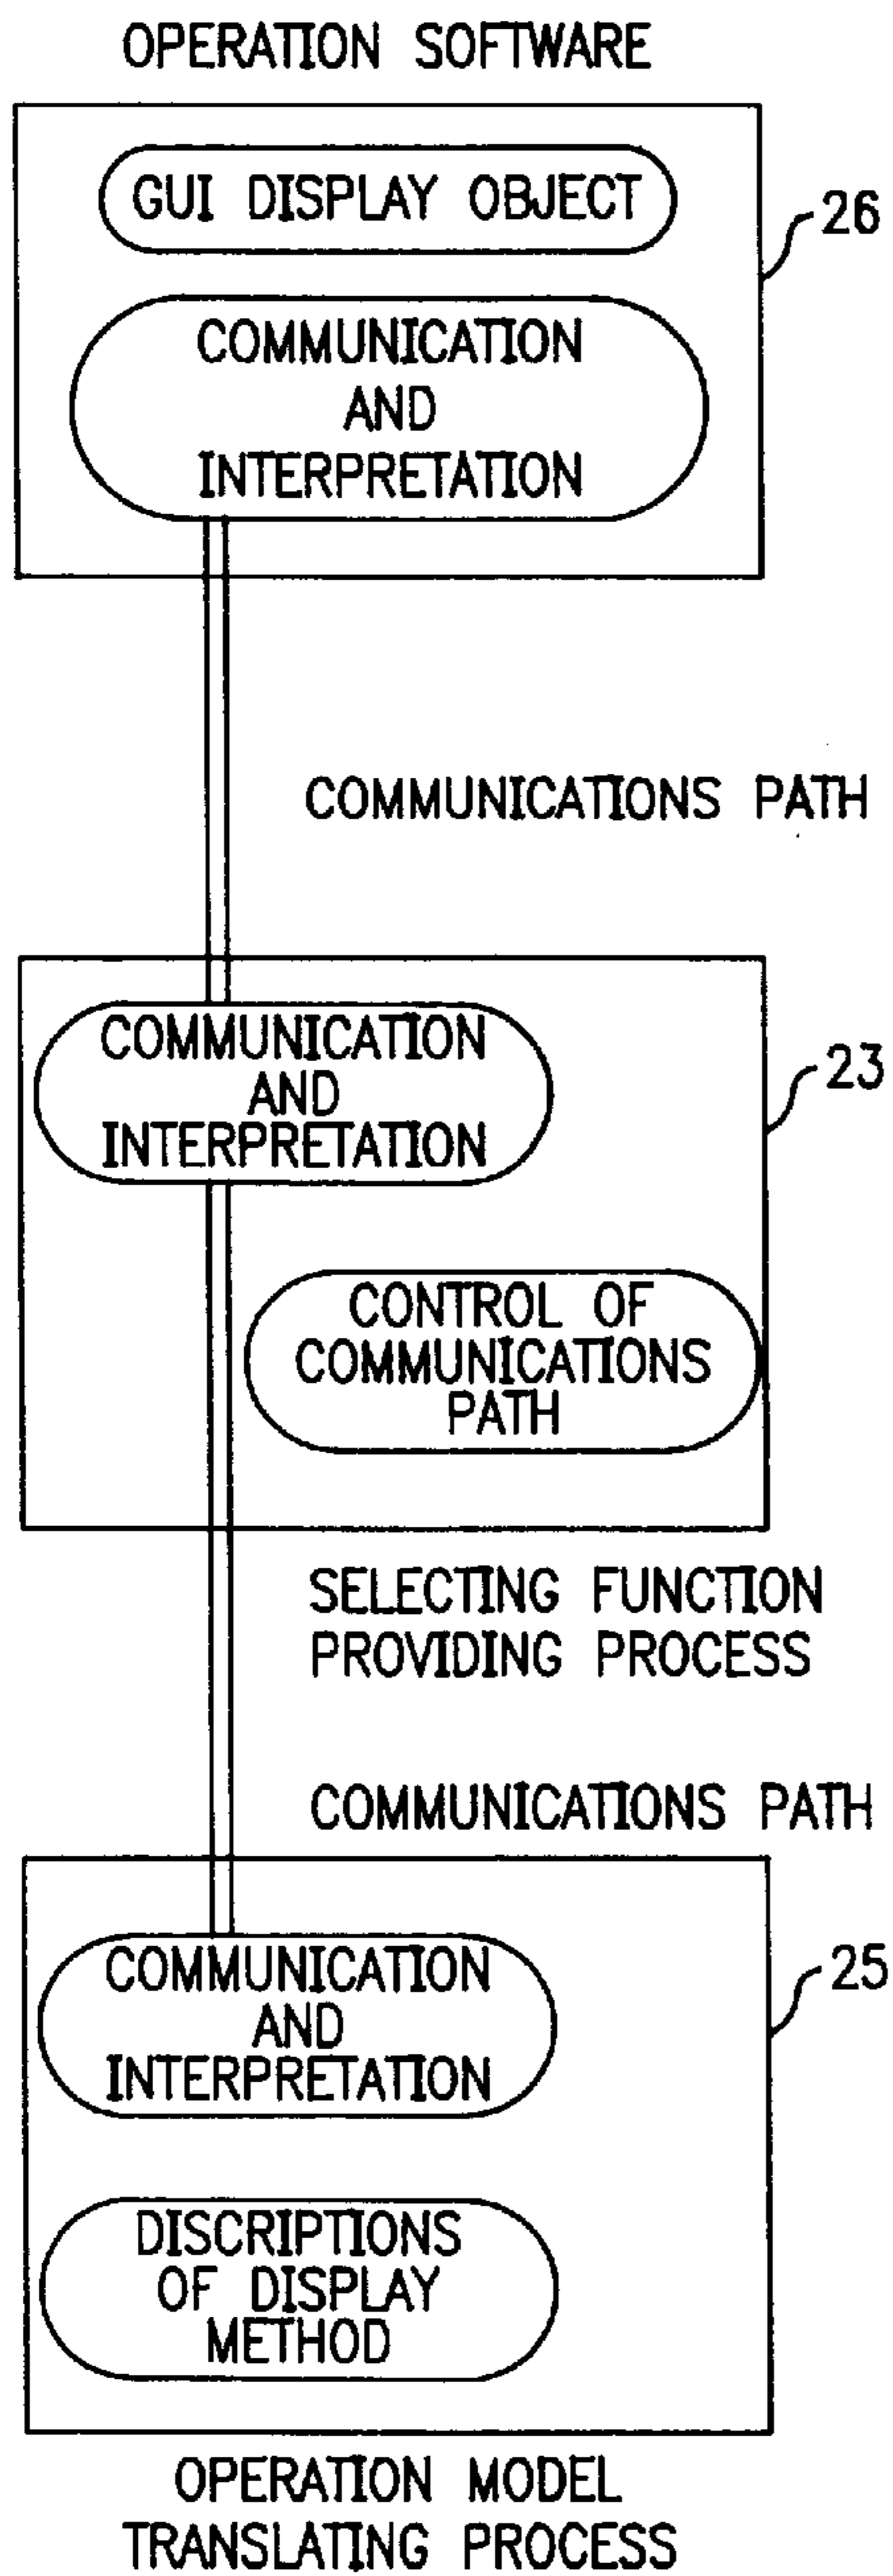 OPERATION SOFTWARE
GUI DISPLAY OBJECT
26
COMMUNICATION
AND
INTERPRETATION
COMMUNICATIONS PATH
COMMUNICATION
AND
INTERPRETATION
23
CONTROL OF
COMMUNICATIONS
PATH
SELECTING FUNCTION
PROVIDING PROCESS
COMMUNICATIONS PATH
COMMUNICATION
AND
INTERPRETATION
25
DISCRIPTIONS
OF DISPLAY
METHOD
OPERATION MODEL
TRANSLATING PROCESS